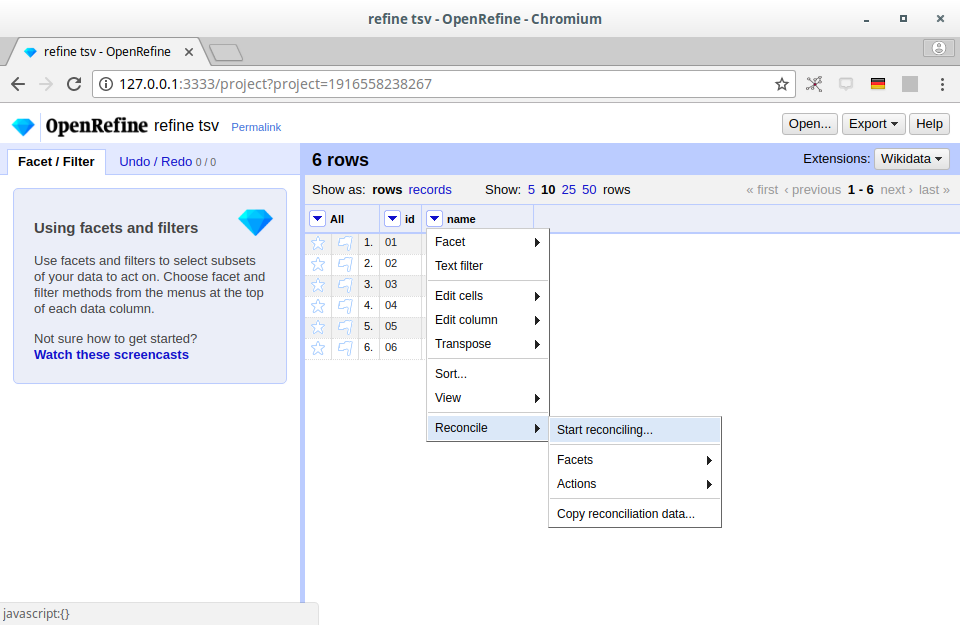 refine tsv - OpenRefine - Chromium
refine tsv - OpenRefine
127.0.0.1:3333/project?project=1916558238267
OpenRefine refine tsv Permalink
Open... Export Help
Facet / Filter Undo / Redo 0 / 0
6 rows
Extensions: Wikidata
Show as: rows records Show: 5 10 25 50 rows
« first ‹ previous 1 - 6 next › last »
All id name
1. 01
2. 02
3. 03
4. 04
5. 05
6. 06
Using facets and filters
Use facets and filters to select subsets
of your data to act on. Choose facet and
filter methods from the menus at the top
of each data column.
Not sure how to get started?
Watch these screencasts
Facet
Text filter
Edit cells
Edit column
Transpose
Sort...
View
Reconcile
Start reconciling...
Facets
Actions
Copy reconciliation data...
javascript:{}